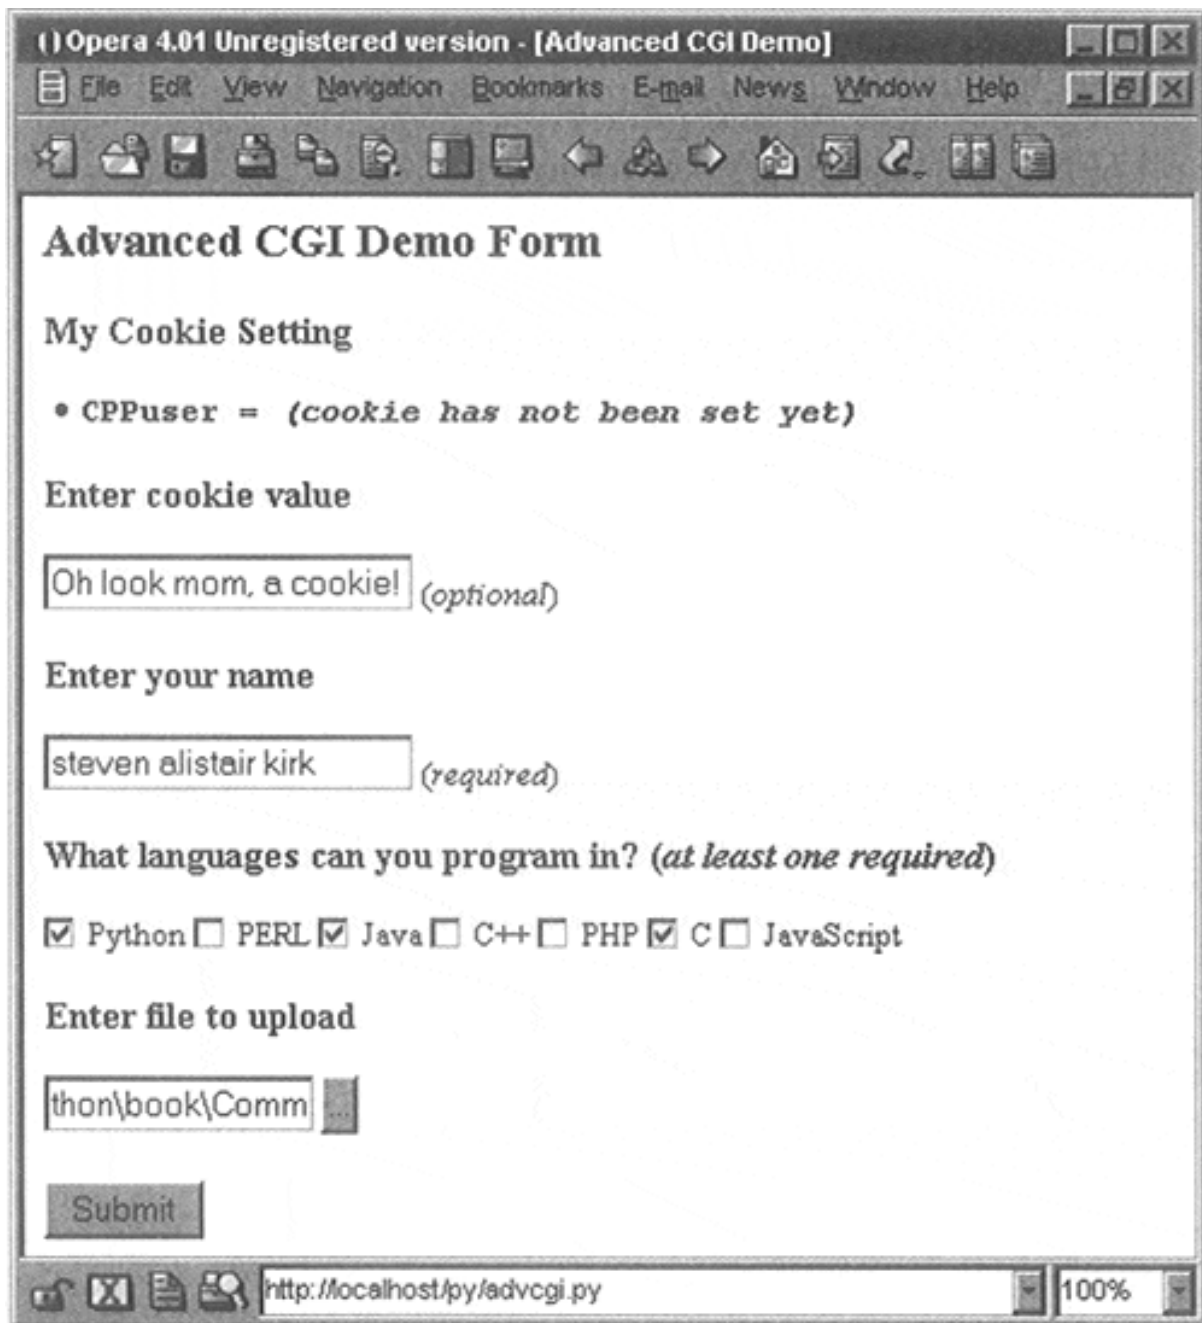 ()Opera 4.01 Unregistered version - [Advanced CGI Demo]
File Edit View Navigation Bookmarks E-mail News Window Help
Advanced CGI Demo Form
My Cookie Setting
• CPPuser = (cookie has not been set yet)
Enter cookie value
Oh look mom, a cookie! (optional)
Enter your name
steven alistair kirk (required)
What languages can you program in? (at least one required)
Python PERL Java C++ PHP C JavaScript
Enter file to upload
thon\book\Comm ...
Submit
http://localhost/py/advcgi.py 100%